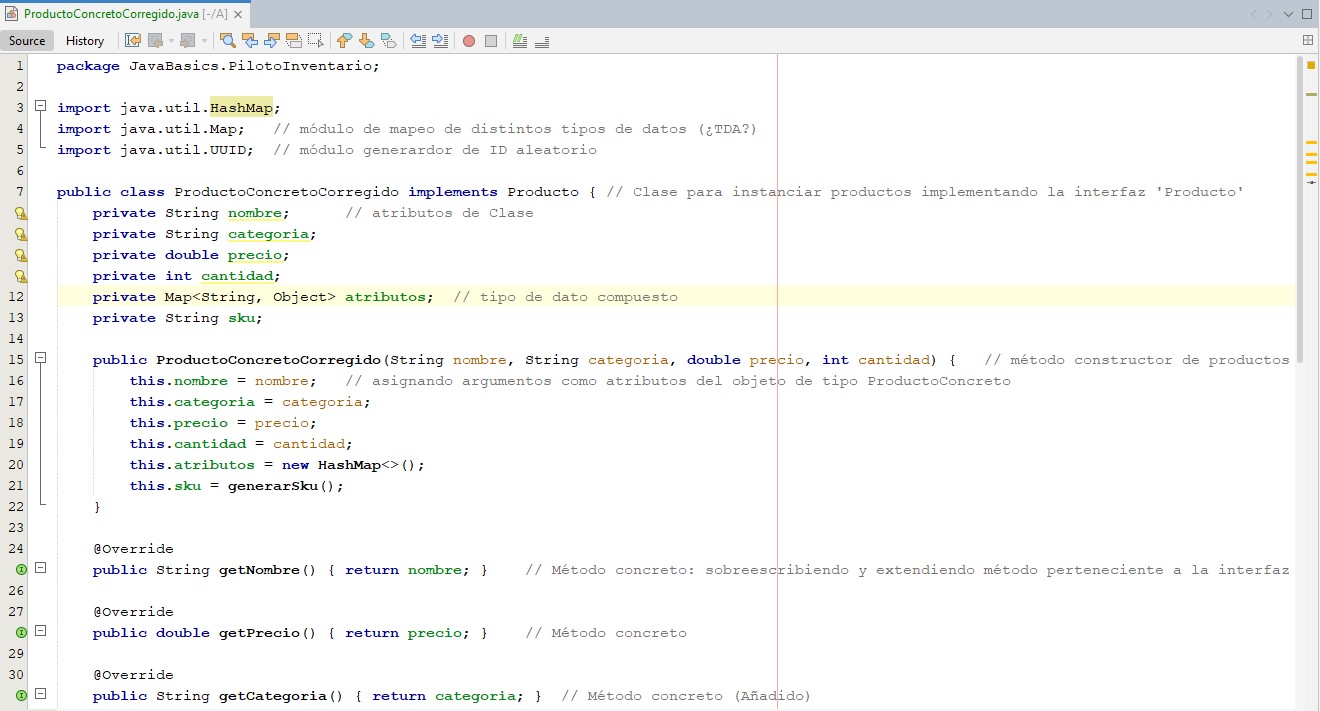 ProductoConcretoCorregido.java [-/A]
Source History
1 package JavaBasics.PilotoInventario;
2
3 import java.util.HashMap;
4 import java.util.Map;   // módulo de mapeo de distintos tipos de datos (¿TDA?)
5 import java.util.UUID;  // módulo generardor de ID aleatorio
6
7 public class ProductoConcretoCorregido implements Producto { // Clase para instanciar productos implementando la interfaz 'Producto'
private String nombre;      // atributos de Clase
private String categoria;
private double precio;
private int cantidad;
12 private Map<String, Object> atributos;  // tipo de dato compuesto
13 private String sku;
14
15 public ProductoConcretoCorregido(String nombre, String categoria, double precio, int cantidad) {   // método constructor de productos
16 this.nombre = nombre;   // asignando argumentos como atributos del objeto de tipo ProductoConcreto
17 this.categoria = categoria;
18 this.precio = precio;
19 this.cantidad = cantidad;
20 this.atributos = new HashMap<>();
21 this.sku = generarSku();
22 }
23
24 @Override
public String getNombre() { return nombre; }    // Método concreto: sobreescribiendo y extendiendo método perteneciente a la interfaz
26
27 @Override
public double getPrecio() { return precio; }    // Método concreto
29
30 @Override
public String getCategoria() { return categoria; }  // Método concreto (Añadido)